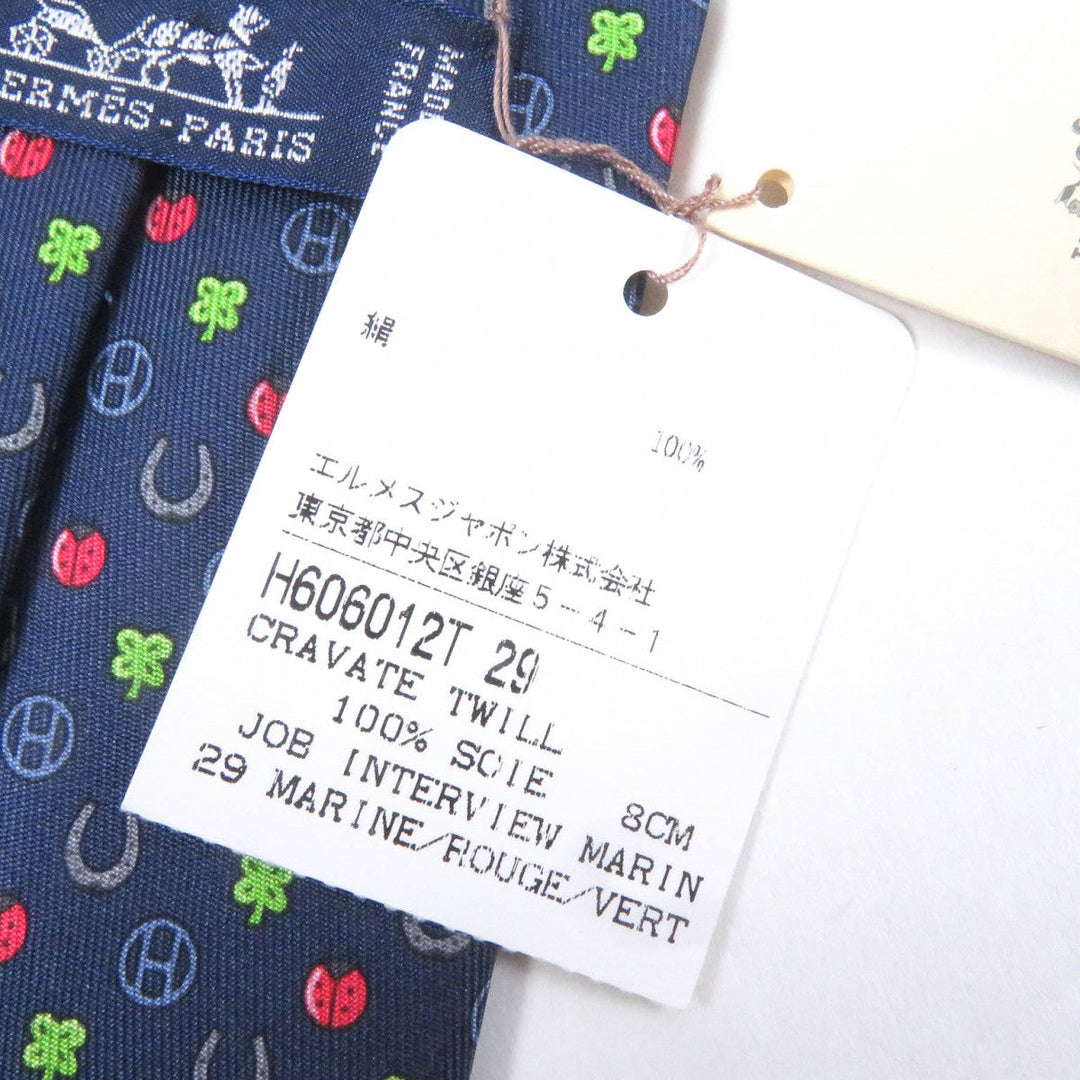 HERMÈS-PARIS
MADE
FRANCE
絹
100%
エルメスジャポン株式会社
東京都中央区銀座5-4-1
H606012T 29
CRAVATE TWILL
100% SOIE 8CM
JOB INTERVIEW MARIN
29 MARINE/ROUGE/VERT